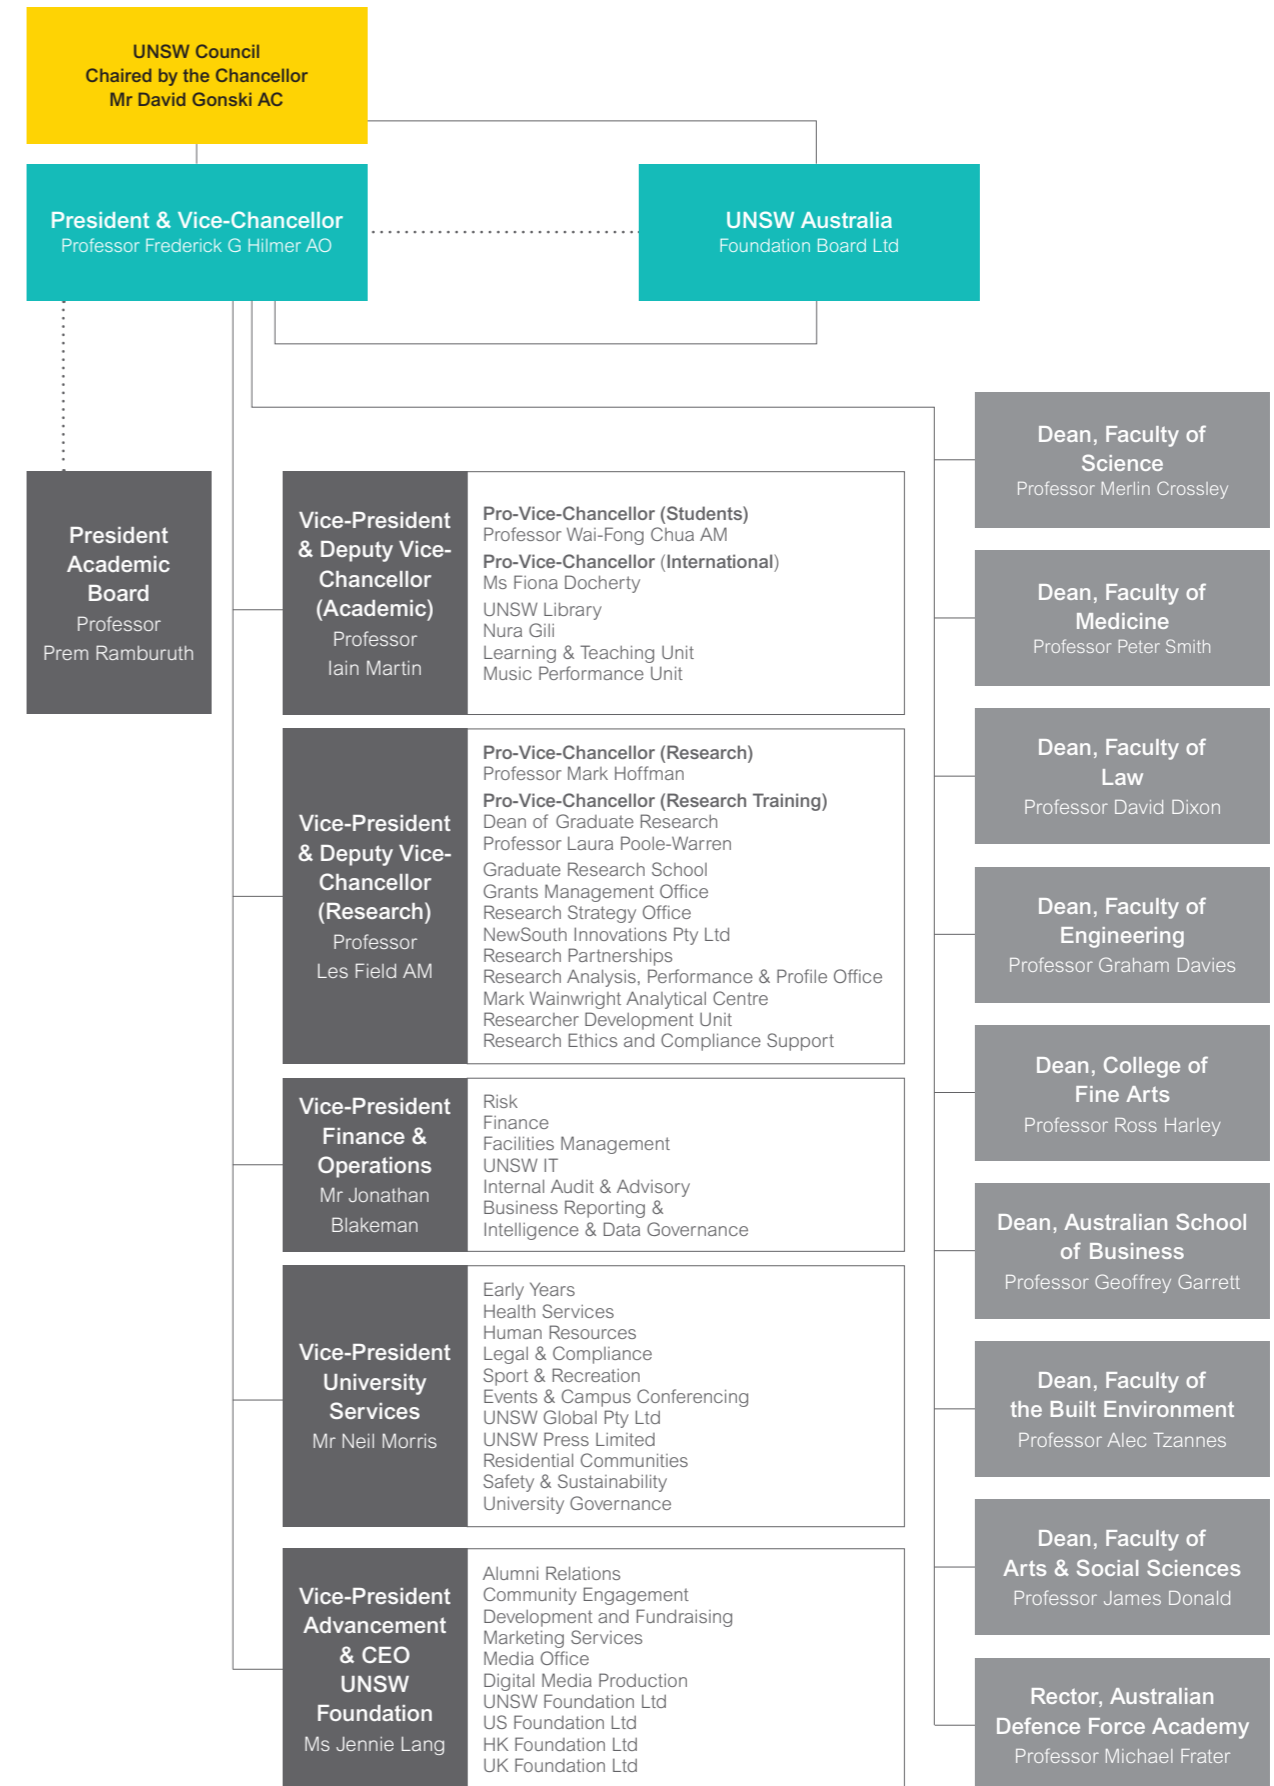 UNSW Council
Chaired by the Chancellor
Mr David Gonski AC
President & Vice-Chancellor
Professor Frederick G Hilmer AO
UNSW Australia
Foundation Board Ltd
President
Academic
Board
Professor
Prem Ramburuth
Vice-President
& Deputy Vice-
Chancellor
(Academic)
Professor
Iain Martin
Pro-Vice-Chancellor (Students)
Professor Wai-Fong Chua AM
Pro-Vice-Chancellor (International)
Ms Fiona Docherty
UNSW Library
Nura Gili
Learning & Teaching Unit
Music Performance Unit
Vice-President
& Deputy Vice-
Chancellor
(Research)
Professor
Les Field AM
Pro-Vice-Chancellor (Research)
Professor Mark Hoffman
Pro-Vice-Chancellor (Research Training)
Dean of Graduate Research
Professor Laura Poole-Warren
Graduate Research School
Grants Management Office
Research Strategy Office
NewSouth Innovations Pty Ltd
Research Partnerships
Research Analysis, Performance & Profile Office
Mark Wainwright Analytical Centre
Researcher Development Unit
Research Ethics and Compliance Support
Vice-President
Finance &
Operations
Mr Jonathan
Blakeman
Risk
Finance
Facilities Management
UNSW IT
Internal Audit & Advisory
Business Reporting &
Intelligence & Data Governance
Vice-President
University
Services
Mr Neil Morris
Early Years
Health Services
Human Resources
Legal & Compliance
Sport & Recreation
Events & Campus Conferencing
UNSW Global Pty Ltd
UNSW Press Limited
Residential Communities
Safety & Sustainability
University Governance
Vice-President
Advancement
& CEO
UNSW
Foundation
Ms Jennie Lang
Alumni Relations
Community Engagement
Development and Fundraising
Marketing Services
Media Office
Digital Media Production
UNSW Foundation Ltd
US Foundation Ltd
HK Foundation Ltd
UK Foundation Ltd
Dean, Faculty of
Science
Professor Merlin Crossley
Dean, Faculty of
Medicine
Professor Peter Smith
Dean, Faculty of
Law
Professor David Dixon
Dean, Faculty of
Engineering
Professor Graham Davies
Dean, College of
Fine Arts
Professor Ross Harley
Dean, Australian School
of Business
Professor Geoffrey Garrett
Dean, Faculty of
the Built Environment
Professor Alec Tzannes
Dean, Faculty of
Arts & Social Sciences
Professor James Donald
Rector, Australian
Defence Force Academy
Professor Michael Frater